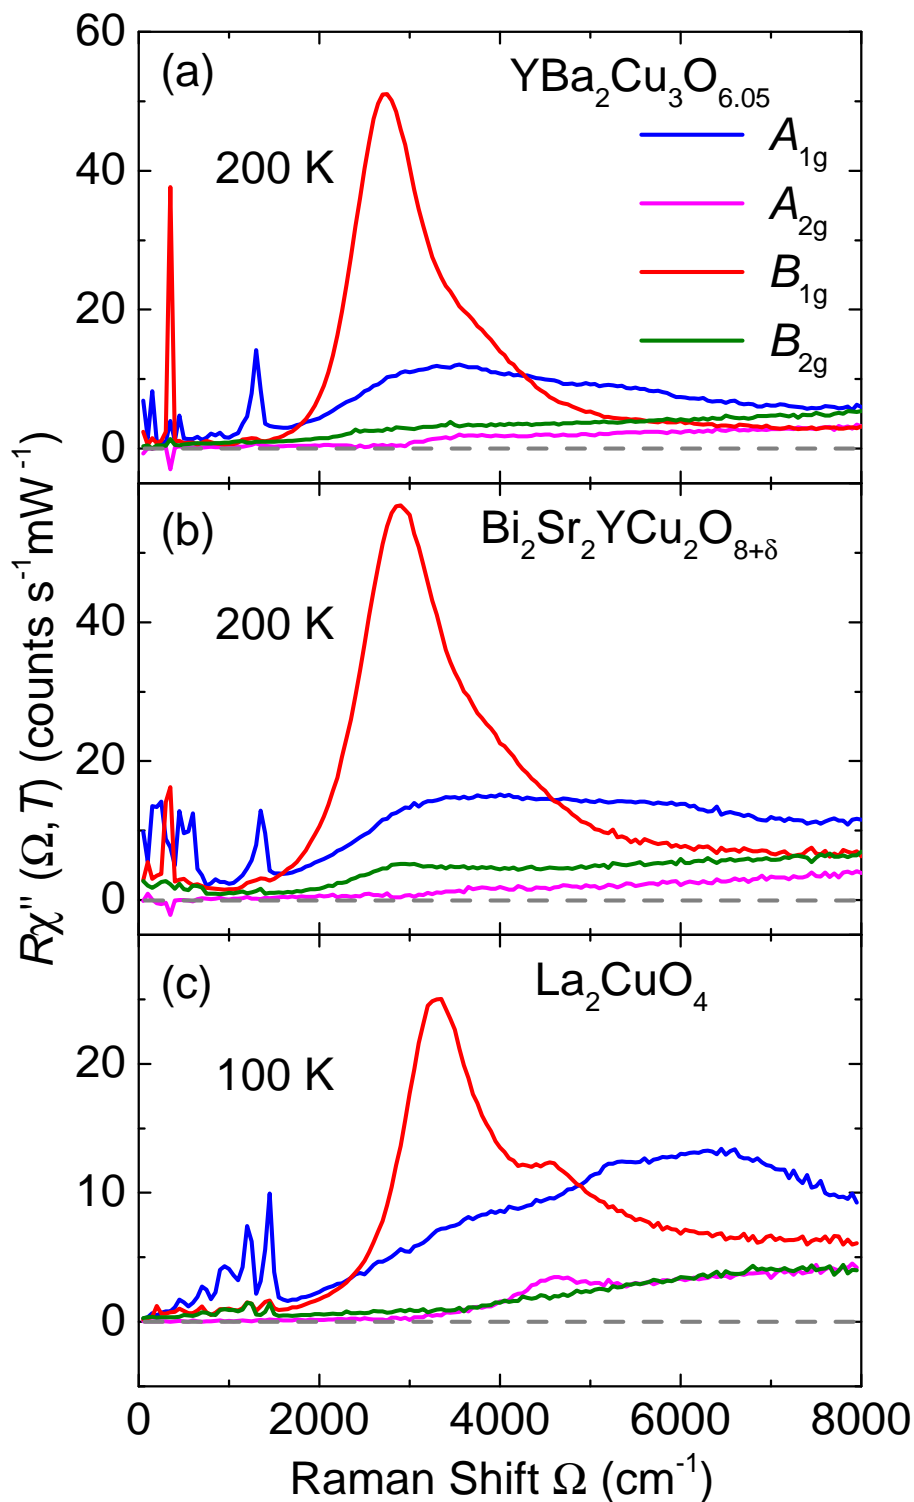 60
(a)
YBa₂Cu₃O₆.₀₅
A₁g
50
40
200 K
A₂g
B₁g
20
B₂g
0
(b)
Bi₂Sr₂YCu₂O₈₊δ
200 K
40
20
0
(c)
La₂CuO₄
100 K
20
10
0
Rχ'' (Ω, T) (counts s⁻¹mW⁻¹)
0 2000 4000 6000 8000
Raman Shift Ω (cm⁻¹)